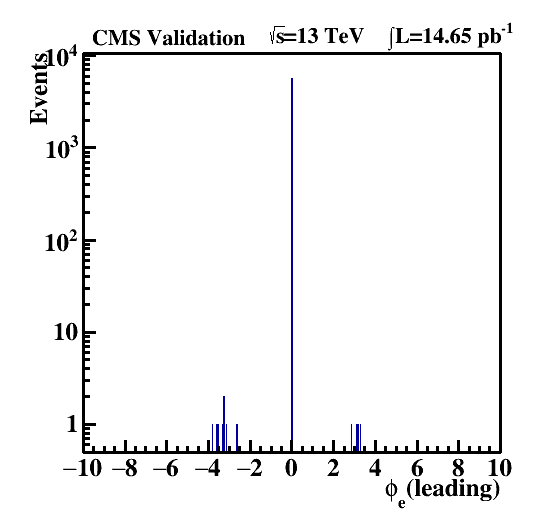 CMS Validation √s=13 TeV ∫L=14.65 pb⁻¹
Events
10⁴
10³
10²
10
1
−10 −8 −6 −4 −2 0 2 4 6 8 10
ϕₑ(leading)